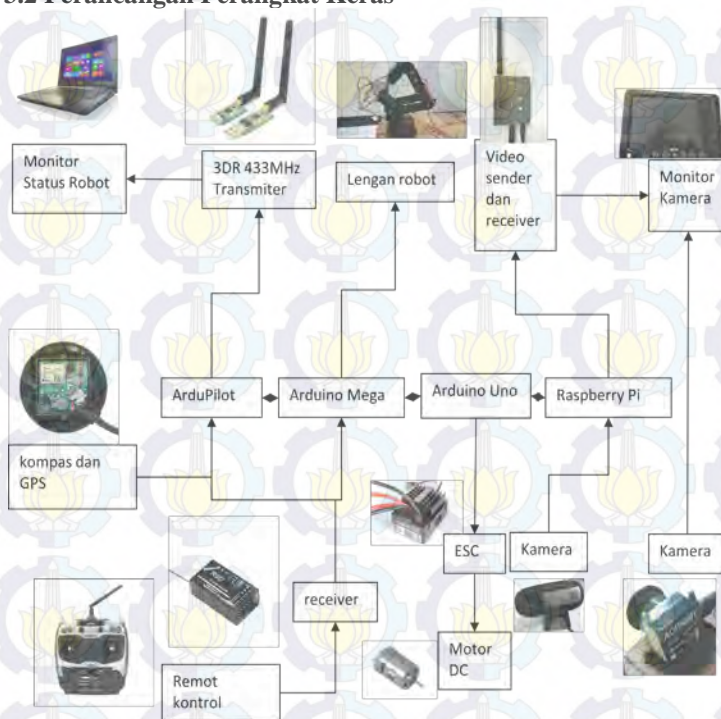 3.2 Perancangan Perangkat Keras
Monitor
Status Robot
3DR 433MHz
Transmiter
Lengan robot
Video
sender
dan
receiver
Monitor
Kamera
ArduPilot
Arduino Mega
Arduino Uno
Raspberry Pi
kompas dan
GPS
ESC
Kamera
Kamera
receiver
Remot
kontrol
Motor
DC